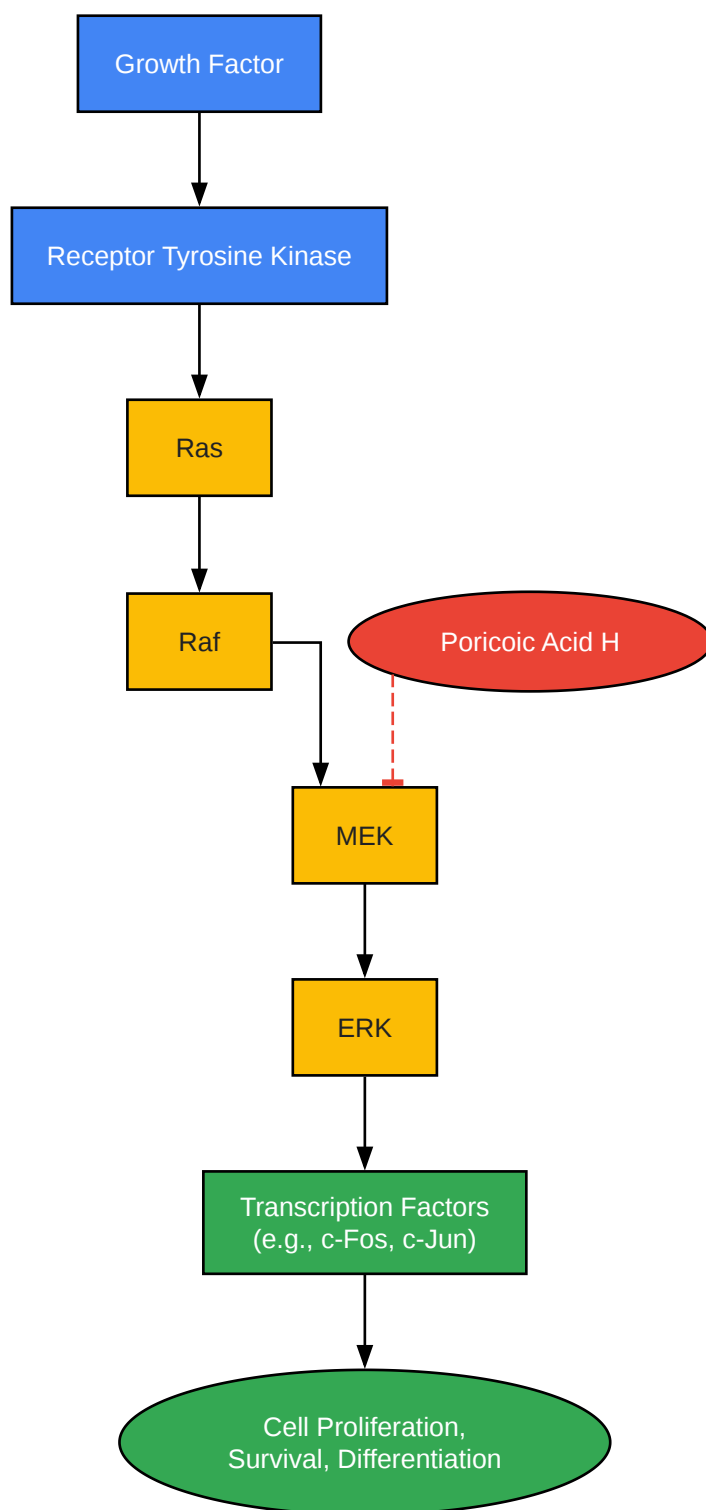 Growth Factor
Receptor Tyrosine Kinase
Ras
Raf
Poricoic Acid H
MEK
ERK
Transcription Factors
(e.g., c-Fos, c-Jun)
Cell Proliferation,
Survival, Differentiation